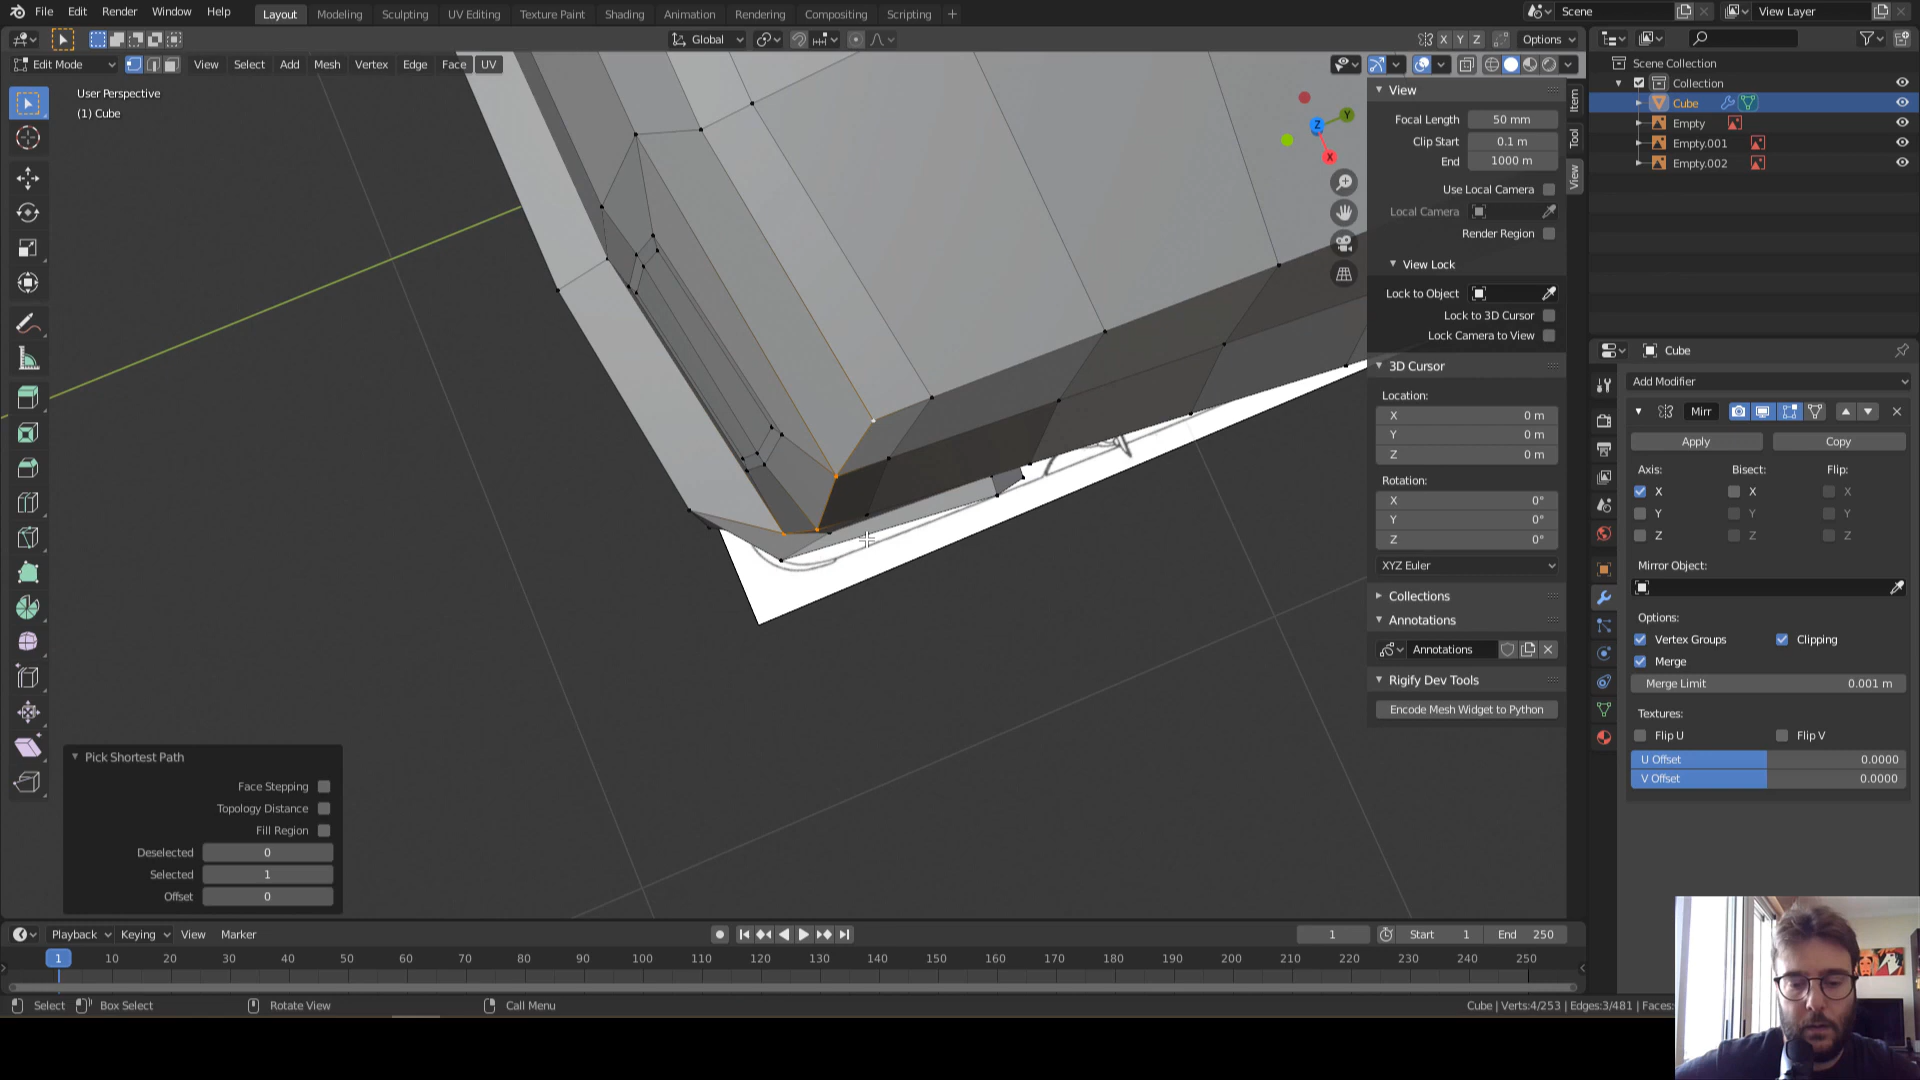 File Edit Render Window Help Layout Modeling Sculpting UV Editing Texture Paint Shading Animation Rendering Compositing Scripting + Scene View Layer
Global X Y Z Options
Edit Mode View Select Add Mesh Vertex Edge Face UV
User Perspective
(1) Cube
X Y Z
View
Focal Length 50 mm
Clip Start 0.1 m
End 1000 m
Use Local Camera
Local Camera
Render Region
View Lock
Lock to Object
Lock to 3D Cursor
Lock Camera to View
3D Cursor
Location:
X 0 m
Y 0 m
Z 0 m
Rotation:
X 0°
Y 0°
Z 0°
XYZ Euler
Collections
Annotations
Annotations
Rigify Dev Tools
Encode Mesh Widget to Python
Item
Tool
View
Scene Collection
Collection
Cube
Empty
Empty.001
Empty.002
Cube
Add Modifier
Mirr
Apply Copy
Axis: Bisect: Flip:
X X X
Y Y Y
Z Z Z
Mirror Object:
Options:
Vertex Groups Clipping
Merge
Merge Limit 0.001 m
Textures:
Flip U Flip V
U Offset 0.0000
V Offset 0.0000
Pick Shortest Path
Face Stepping
Topology Distance
Fill Region
Deselected 0
Selected 1
Offset 0
Playback Keying View Marker 1 Start 1 End 250
1 10 20 30 40 50 60 70 80 90 100 110 120 130 140 150 160 170 180 190 200 210 220 230 240 250
Select Box Select Rotate View Call Menu Cube | Verts:4/253 | Edges:3/481 | Faces: